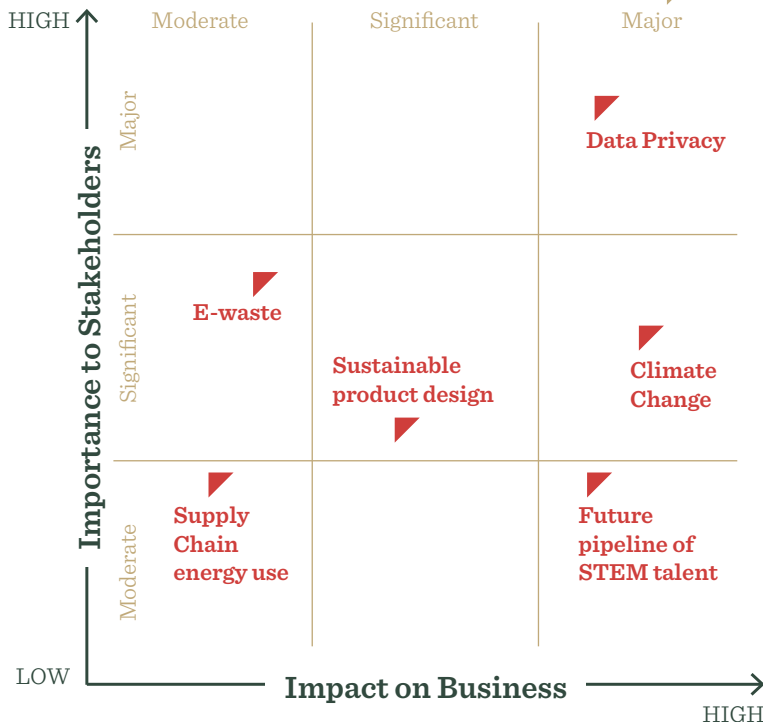 HIGH
Moderate
Significant
Major
Major
Data Privacy
Importance to Stakeholders
Significant
E-waste
Sustainable
product design
Climate
Change
Moderate
Supply
Chain
energy use
Future
pipeline of
STEM talent
LOW
Impact on Business
HIGH